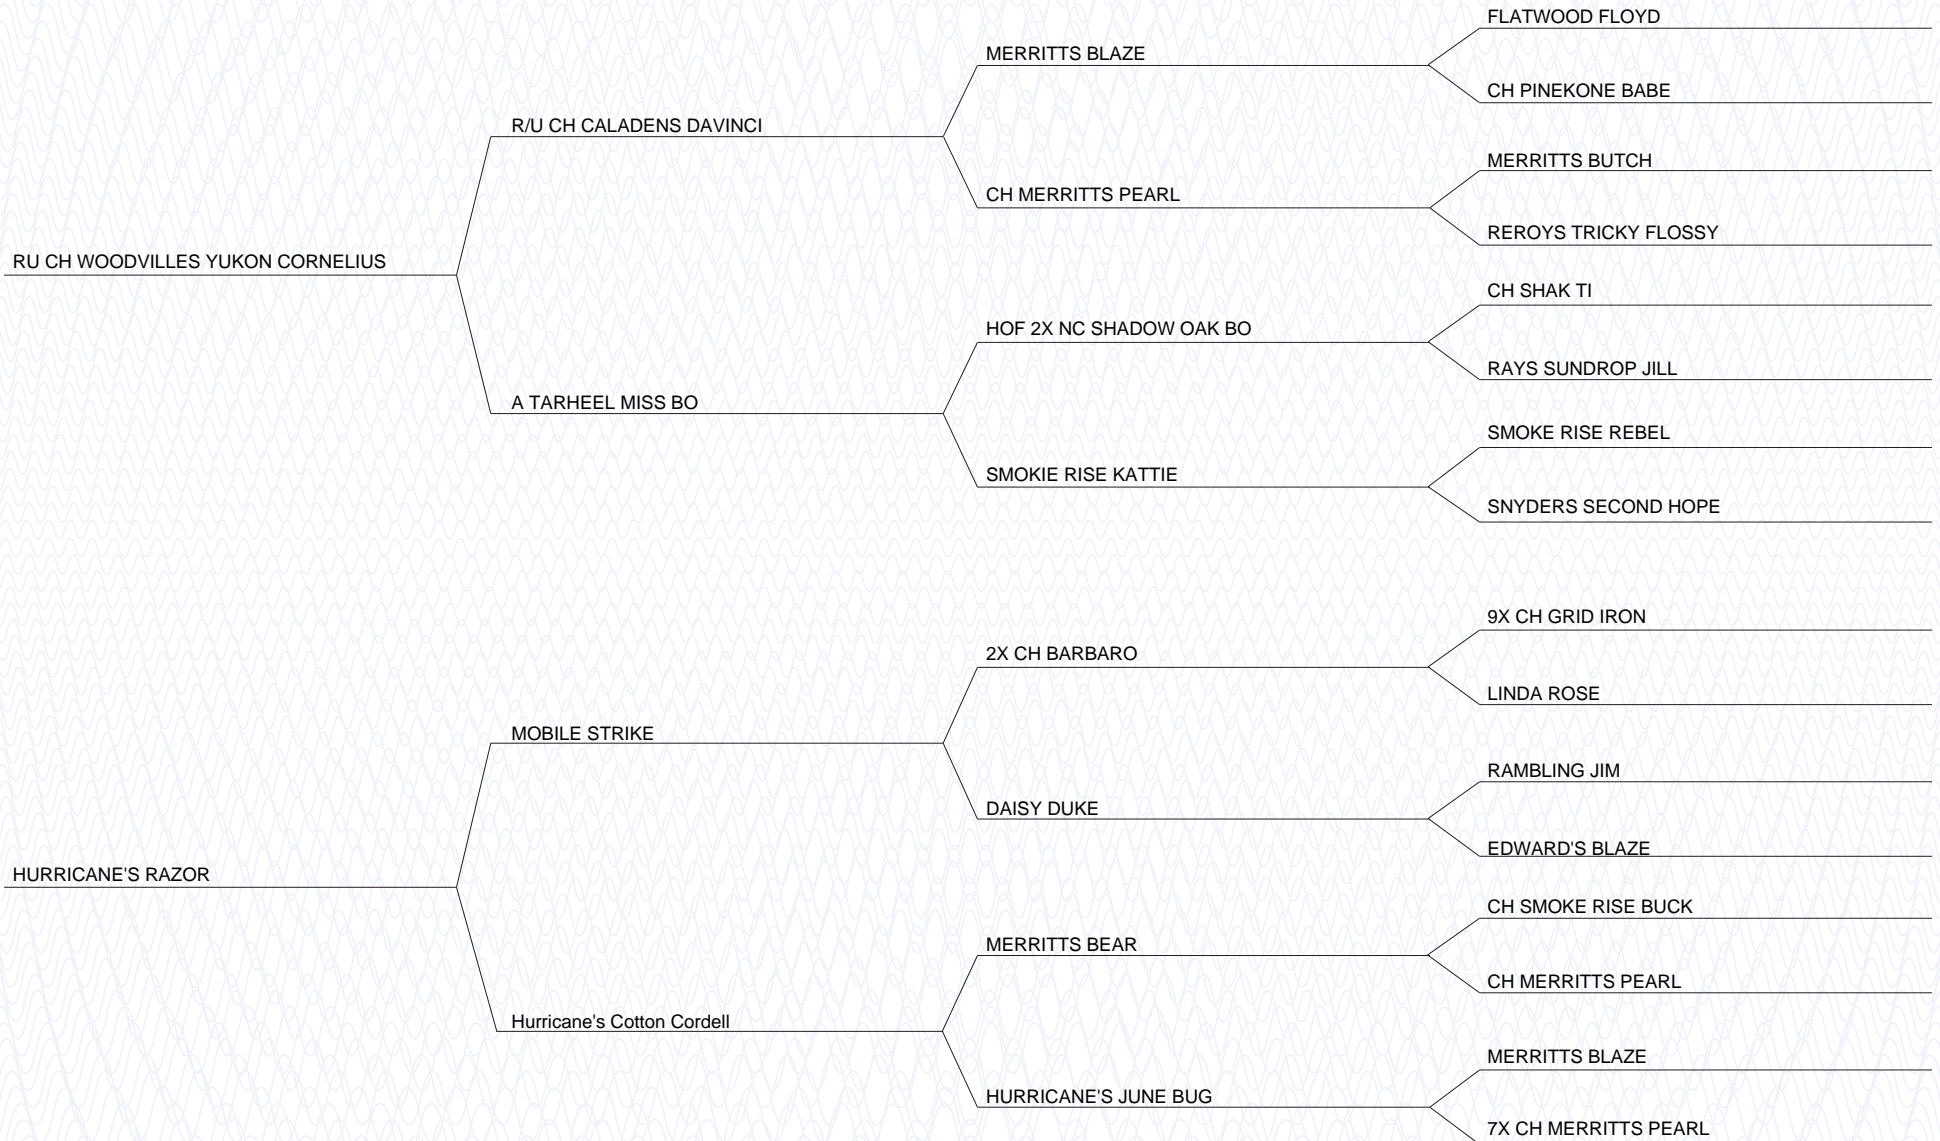 FLATWOOD FLOYD
MERRITTS BLAZE
CH PINEKONE BABE
R/U CH CALADENS DAVINCI
MERRITTS BUTCH
CH MERRITTS PEARL
REROYS TRICKY FLOSSY
RU CH WOODVILLES YUKON CORNELIUS
CH SHAK TI
HOF 2X NC SHADOW OAK BO
RAYS SUNDROP JILL
A TARHEEL MISS BO
SMOKE RISE REBEL
SMOKIE RISE KATTIE
SNYDERS SECOND HOPE
9X CH GRID IRON
2X CH BARBARO
LINDA ROSE
MOBILE STRIKE
RAMBLING JIM
DAISY DUKE
EDWARD'S BLAZE
HURRICANE'S RAZOR
CH SMOKE RISE BUCK
MERRITTS BEAR
CH MERRITTS PEARL
Hurricane's Cotton Cordell
MERRITTS BLAZE
HURRICANE'S JUNE BUG
7X CH MERRITTS PEARL